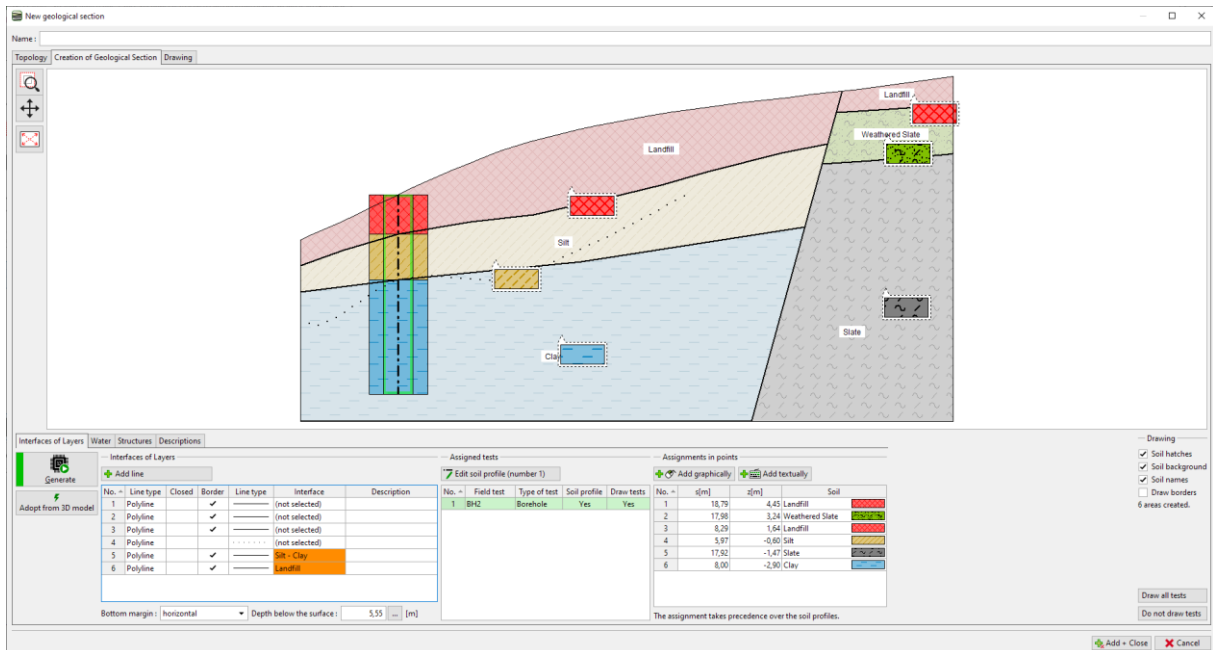 New geological section
Name :
Topology Creation of Geological Section Drawing
Landfill
Weathered Slate
Landfill
Silt
Slate
Clay
Interfaces of Layers Water Structures Descriptions
Generate
Adopt from 3D model
Interfaces of Layers
Add line
No. Line type Closed Border Line type Interface Description
1 Polyline (not selected)
2 Polyline (not selected)
3 Polyline (not selected)
4 Polyline (not selected)
5 Polyline Silt - Clay
6 Polyline Landfill
Bottom margin : horizontal Depth below the surface : 5,55 ... [m]
Assigned tests
Edit soil profile (number 1)
No. Field test Type of test Soil profile Draw tests
1 BH2 Borehole Yes Yes
Assignments in points
Add graphically Add textually
No. s[m] z[m] Soil
1 18,79 4,45 Landfill
2 17,98 3,24 Weathered Slate
3 8,29 1,64 Landfill
4 5,97 -0,60 Silt
5 17,92 -1,47 Slate
6 8,00 -2,90 Clay
The assignment takes precedence over the soil profiles.
Drawing
Soil hatches
Soil background
Soil names
Draw borders
6 areas created.
Draw all tests
Do not draw tests
Add + Close Cancel